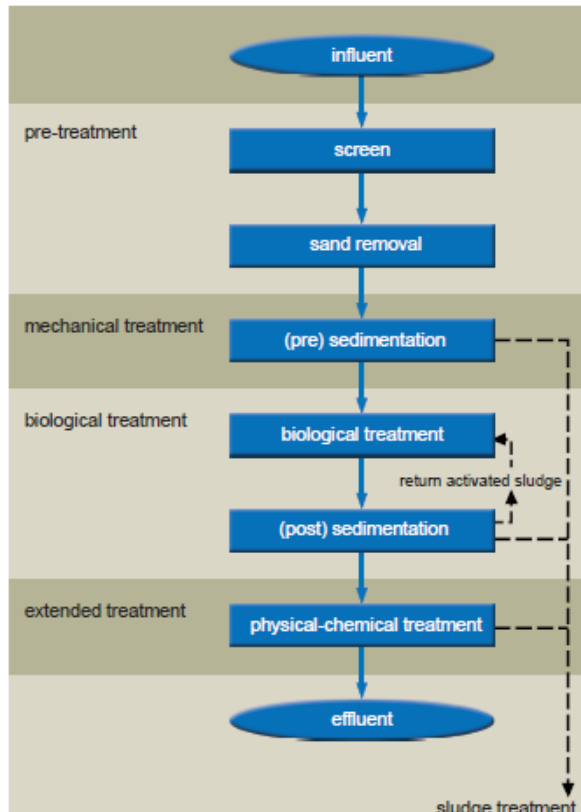 influent
pre-treatment
screen
sand removal
mechanical treatment
(pre) sedimentation
biological treatment
biological treatment
return activated sludge
(post) sedimentation
extended treatment
physical-chemical treatment
effluent
sludge treatment